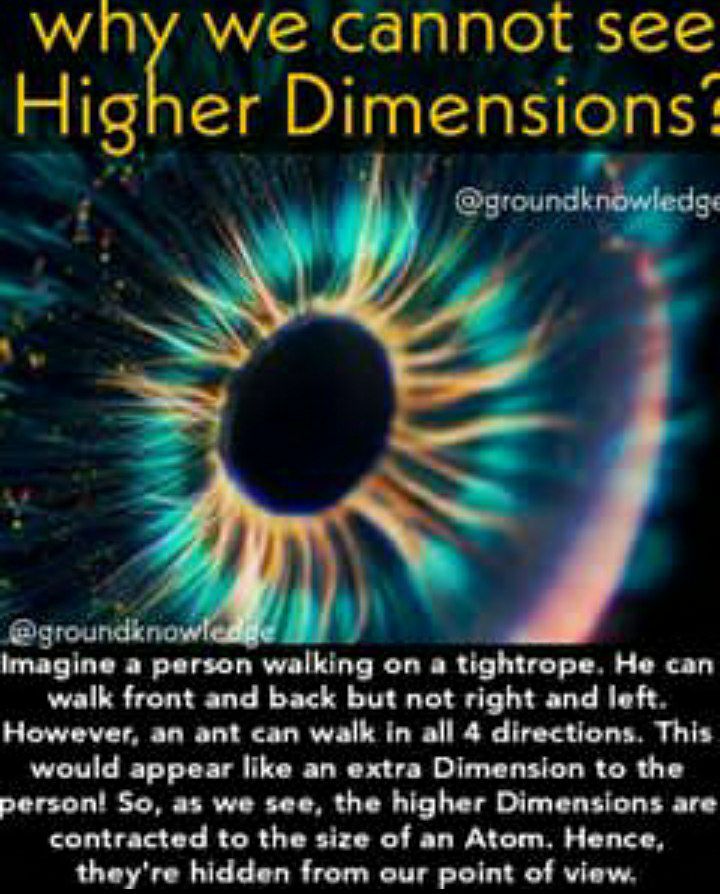 why we cannot see
Higher Dimensions?
@groundknowledge
@groundknowledge
Imagine a person walking on a tightrope. He can
walk front and back but not right and left.
However, an ant can walk in all 4 directions. This
would appear like an extra Dimension to the
person! So, as we see, the higher Dimensions are
contracted to the size of an Atom. Hence,
they're hidden from our point of view.